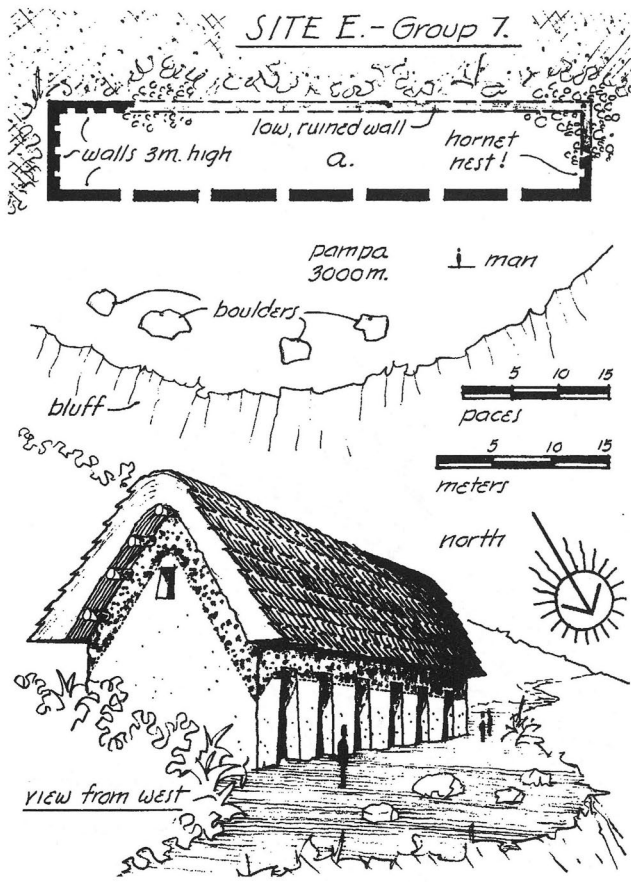 SITE E.-Group 7.
low, ruined wall
walls 3m. high
a.
hornet
nest!
pampa
3000m.
man
boulders
5 10 15
paces
bluff
5 10 15
meters
north
view from west